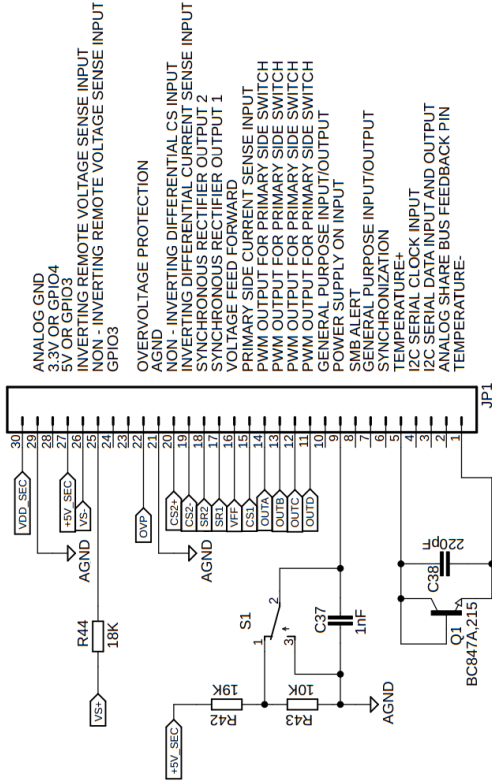 ANALOG GND
3.3V OR GPIO4
5V OR GPIO3
INVERTING REMOTE VOLTAGE SENSE INPUT
NON - INVERTING REMOTE VOLTAGE SENSE INPUT
GPIO3
OVERVOLTAGE PROTECTION
AGND
NON - INVERTING DIFFERENTIAL CS INPUT
INVERTING DIFFERENTIAL CURRENT SENSE INPUT
SYNCHRONOUS RECTIFIER OUTPUT 2
SYNCHRONOUS RECTIFIER OUTPUT 1
VOLTAGE FEED FORWARD
PRIMARY SIDE CURRENT SENSE INPUT
PWM OUTPUT FOR PRIMARY SIDE SWITCH
PWM OUTPUT FOR PRIMARY SIDE SWITCH
PWM OUTPUT FOR PRIMARY SIDE SWITCH
PWM OUTPUT FOR PRIMARY SIDE SWITCH
GENERAL PURPOSE INPUT/OUTPUT
POWER SUPPLY ON INPUT
SMB ALERT
GENERAL PURPOSE INPUT/OUTPUT
SYNCHRONIZATION
TEMPERATURE+
I2C SERIAL CLOCK INPUT
I2C SERIAL DATA INPUT AND OUTPUT
ANALOG SHARE BUS FEEDBACK PIN
TEMPERATURE-
JP1
30
29
28
27
26
25
24
23
22
21
20
19
18
17
16
15
14
13
12
11
10
9
8
7
6
5
4
3
2
1
VDD_SEC
AGND
+5V_SEC
VS-
R44
18K
VS+
OVP
AGND
CS2+
CS2-
SR2
SR1
VFF
CS1
OUTA
OUTB
OUTC
OUTD
S1
1
2
3
C37
1nF
+5V_SEC
R42
19K
R43
10K
AGND
C38
220pF
Q1
BC847A,215